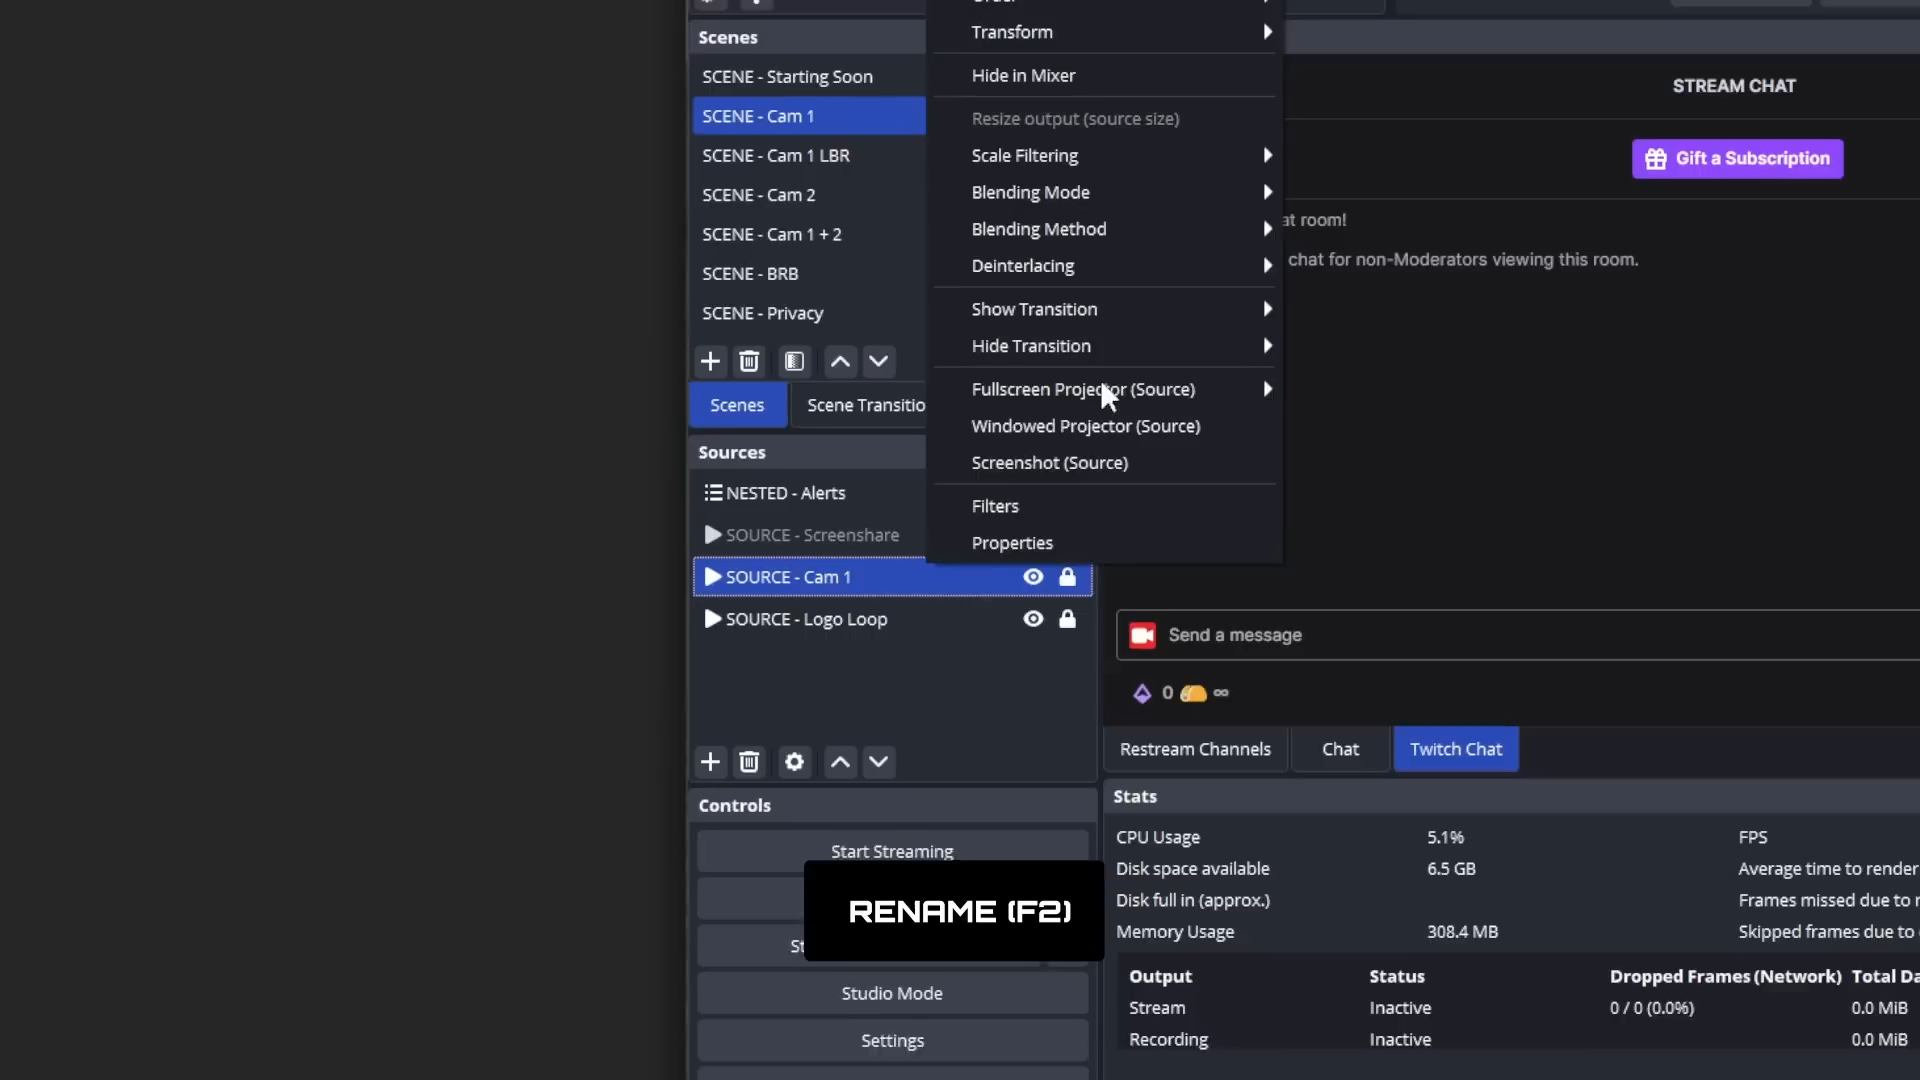 Transform
Scenes
SCENE - Starting Soon
SCENE - Cam 1
SCENE - Cam 1 LBR
SCENE - Cam 2
SCENE - Cam 1 + 2
SCENE - BRB
SCENE - Privacy
Scenes
Scene Transitio
Hide in Mixer
Resize output (source size)
Scale Filtering
Blending Mode
Blending Method
Deinterlacing
Show Transition
Hide Transition
Fullscreen Projector (Source)
Windowed Projector (Source)
Screenshot (Source)
Filters
Properties
STREAM CHAT
Gift a Subscription
at room!
chat for non-Moderators viewing this room.
Sources
NESTED - Alerts
SOURCE - Screenshare
SOURCE - Cam 1
SOURCE - Logo Loop
Send a message
0 ∞
Restream Channels
Chat
Twitch Chat
Controls
Start Streaming
RENAME (F2)
St
Studio Mode
Settings
Stats
CPU Usage 5.1% FPS
Disk space available 6.5 GB Average time to render
Disk full in (approx.) Frames missed due to r
Memory Usage 308.4 MB Skipped frames due to
Output Status Dropped Frames (Network) Total Da
Stream Inactive 0 / 0 (0.0%) 0.0 MiB
Recording Inactive 0.0 MiB